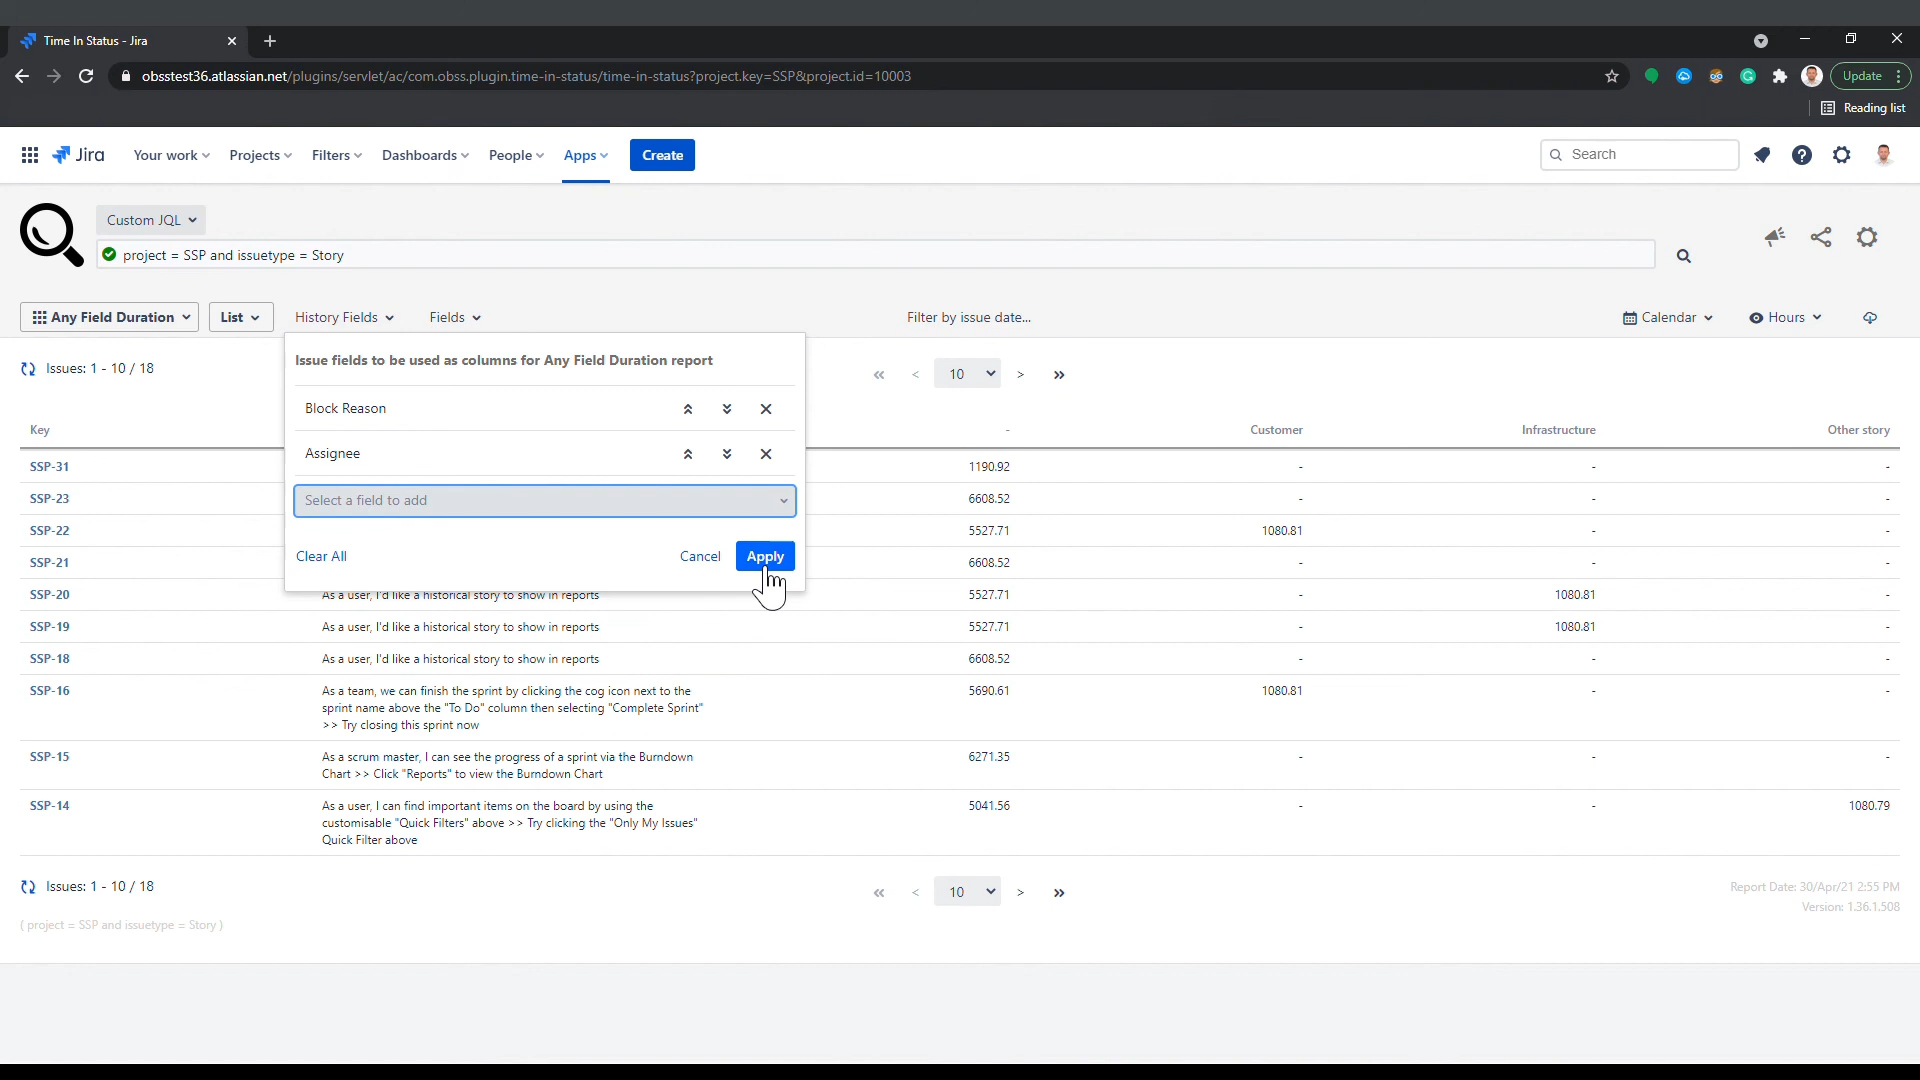 Time In Status - Jira
obsstest36.atlassian.net/plugins/servlet/ac/com.obss.plugin.time-in-status/time-in-status?project.key=SSP&project.id=10003
Update
Reading list
Jira
Your work
Projects
Filters
Dashboards
People
Apps
Create
Search
Custom JQL
project = SSP and issuetype = Story
Any Field Duration
List
History Fields
Fields
Filter by issue date...
Calendar
Hours
Issue fields to be used as columns for Any Field Duration report
Block Reason
Assignee
Select a field to add
Clear All
Cancel
Apply
Issues: 1 - 10 / 18
« < 10 > »
Key - Customer Infrastructure Other story
SSP-31 1190.92 - - -
SSP-23 6608.52 - - -
SSP-22 5527.71 1080.81 - -
SSP-21 6608.52 - - -
SSP-20 As a user, I'd like a historical story to show in reports 5527.71 - 1080.81 -
SSP-19 As a user, I'd like a historical story to show in reports 5527.71 - 1080.81 -
SSP-18 As a user, I'd like a historical story to show in reports 6608.52 - - -
SSP-16 As a team, we can finish the sprint by clicking the cog icon next to the 5690.61 1080.81 - -
sprint name above the "To Do" column then selecting "Complete Sprint"
>> Try closing this sprint now
SSP-15 As a scrum master, I can see the progress of a sprint via the Burndown 6271.35 - - -
Chart >> Click "Reports" to view the Burndown Chart
SSP-14 As a user, I can find important items on the board by using the 5041.56 - - 1080.79
customisable "Quick Filters" above >> Try clicking the "Only My Issues"
Quick Filter above
Issues: 1 - 10 / 18
« < 10 > »
Report Date: 30/Apr/21 2:55 PM
Version: 1.36.1.508
( project = SSP and issuetype = Story )